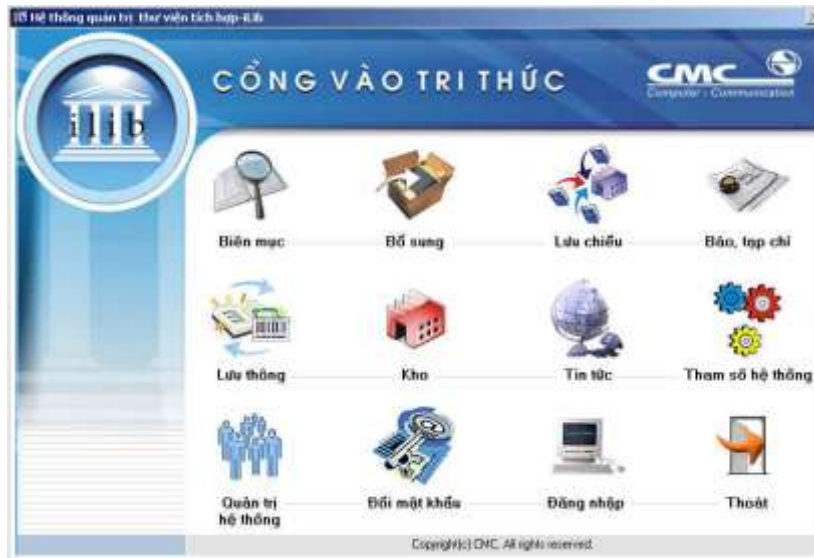 Hệ thống quản trị thư viện tích hợp-iLib
CỔNG VÀO TRI THỨC
CMC
Computer - Communication
ilib
Biên mục
Bổ sung
Lưu chiểu
Báo, tạp chí
Lưu thông
Kho
Tin tức
Tham số hệ thống
Quản trị
hệ thống
Đổi mật khẩu
Đăng nhập
Thoát
Copyright(c) CMC. All rights reserved.